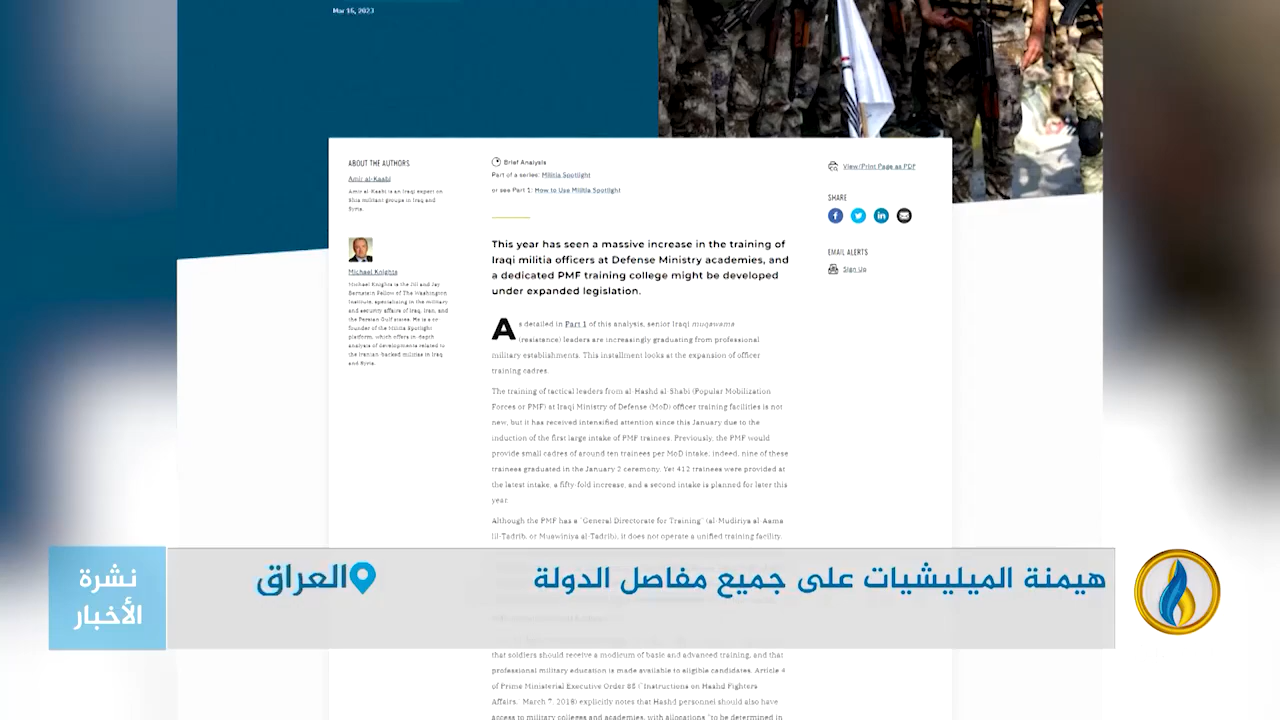 Mar 15, 2023
ABOUT THE AUTHORS
Amir al-Kaabi
Amir al-Kaabi is an Iraqi expert on
Shia militant groups in Iraq and
Syria.
Michael Knights
Michael Knights is the Jill and Jay
Bernstein Fellow of The Washington
Institute, specializing in the military
and security affairs of Iraq, Iran, and
the Persian Gulf states. He is a co-
founder of the Militia Spotlight
platform, which offers in-depth
analysis of developments related to
the Iranian-backed militias in Iraq
and Syria.
Brief Analysis
Part of a series: Militia Spotlight
or see Part 1: How to Use Militia Spotlight
This year has seen a massive increase in the training of
Iraqi militia officers at Defense Ministry academies, and
a dedicated PMF training college might be developed
under expanded legislation.
As detailed in Part 1 of this analysis, senior Iraqi muqawama
(resistance) leaders are increasingly graduating from professional
military establishments. This installment looks at the expansion of officer
training cadres.
The training of tactical leaders from al-Hashd al-Shabi (Popular Mobilization
Forces or PMF) at Iraqi Ministry of Defense (MoD) officer training facilities is not
new, but it has received intensified attention since this January due to the
induction of the first large intake of PMF trainees. Previously, the PMF would
provide small cadres of around ten trainees per MoD intake, indeed, nine of these
trainees graduated in the January 2 ceremony. Yet 412 trainees were provided at
the latest intake, a fifty-fold increase, and a second intake is planned for later this
year.
Although the PMF has a "General Directorate for Training" (al-Mudiriya al-Aama
lil-Tadrib, or Muawiniya al-Tadrib), it does not operate a unified training facility.
that soldiers should receive a modicum of basic and advanced training, and that
professional military education is made available to eligible candidates. Article 4
of Prime Ministerial Executive Order 85 ("Instructions on Hashd Fighters
Affairs," March 7, 2018) explicitly notes that Hashd personnel should also have
access to military colleges and academies, with allocations "to be determined in
View/Print Page as PDF
SHARE
EMAIL ALERTS
Sign Up
هيمنة الميليشيات على جميع مفاصل الدولة
العراق
نشرة
الأخبار